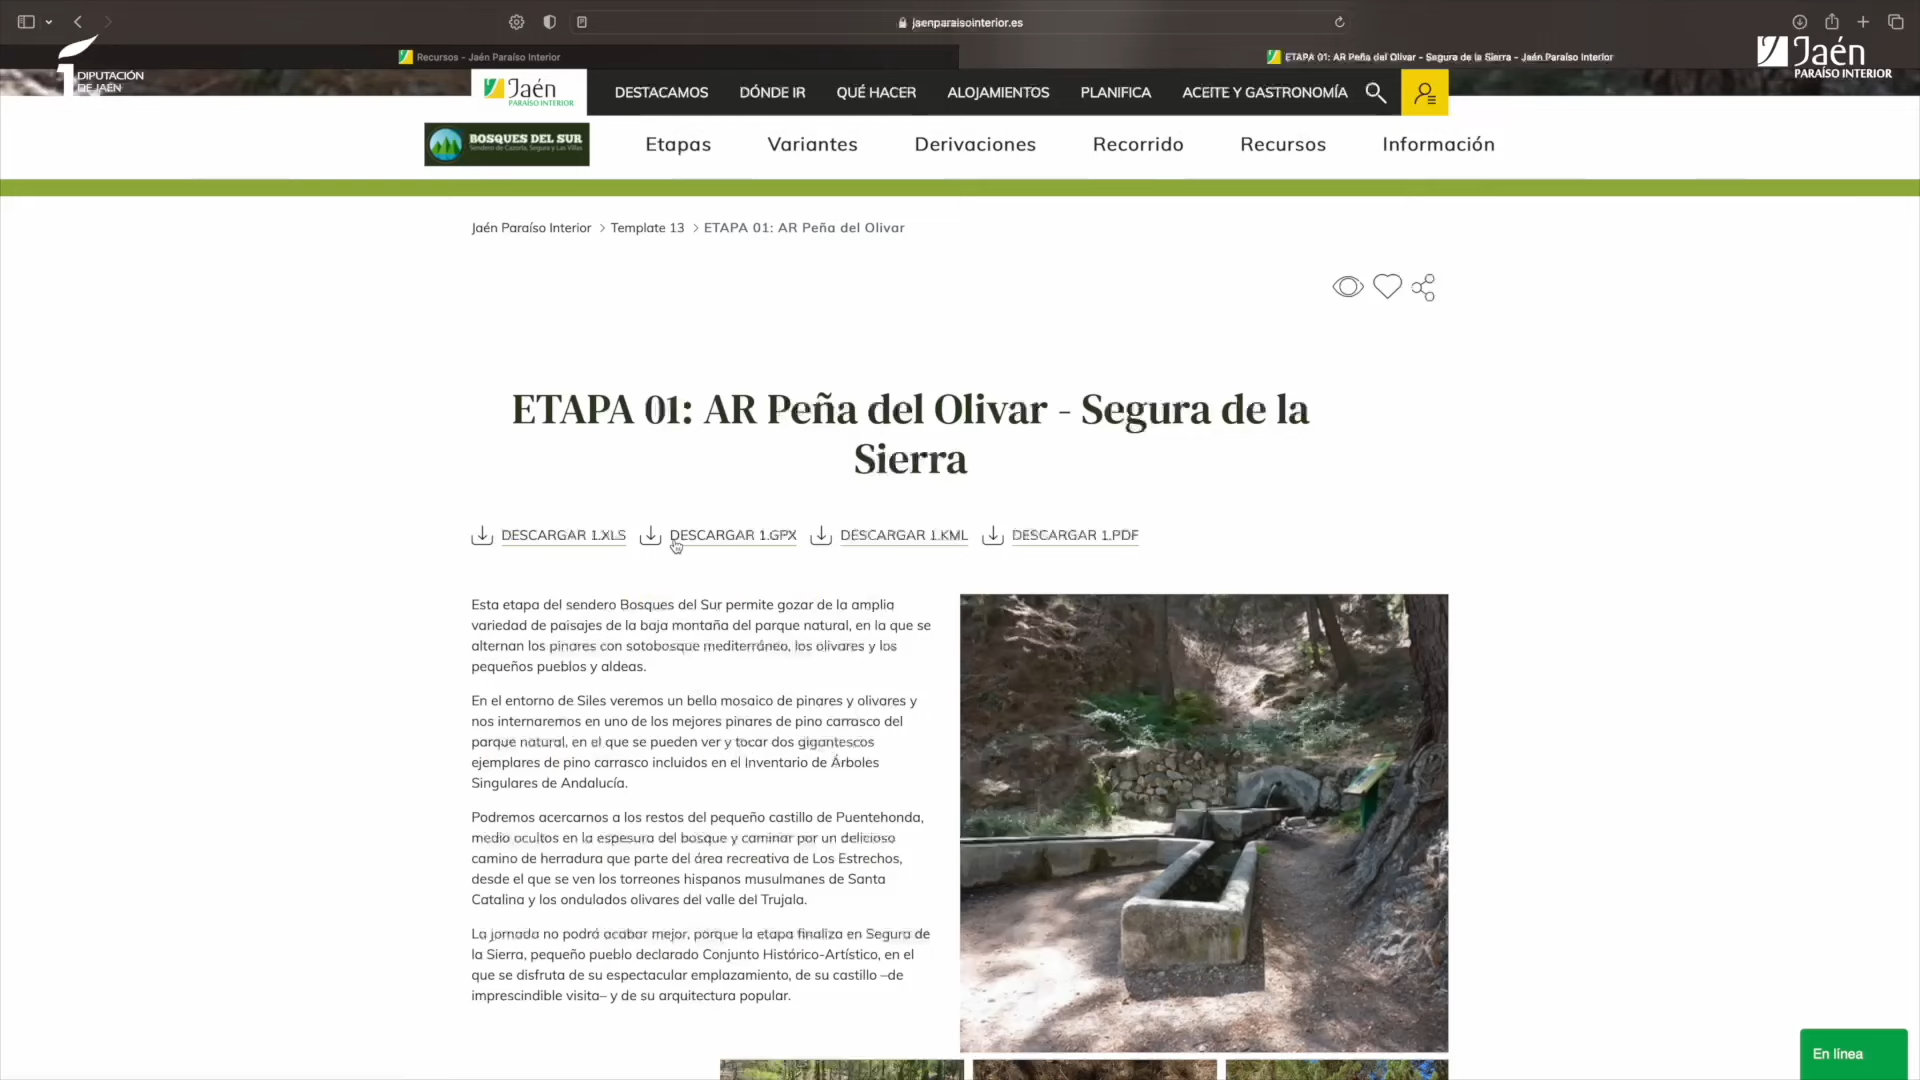 jaenparaisointerior.es
Recursos - Jaén Paraíso Interior
ETAPA 01: AR Peña del Olivar - Segura de la Sierra - Jaén Paraíso Interior
DIPUTACIÓN
DE JAÉN
Jaén
PARAÍSO INTERIOR
Jaén
PARAÍSO INTERIOR
DESTACAMOS
DÓNDE IR
QUÉ HACER
ALOJAMIENTOS
PLANIFICA
ACEITE Y GASTRONOMÍA
BOSQUES DEL SUR
Sendero de Cazorla, Segura y Las Villas
Etapas
Variantes
Derivaciones
Recorrido
Recursos
Información
Jaén Paraíso Interior > Template 13 > ETAPA 01: AR Peña del Olivar
ETAPA 01: AR Peña del Olivar - Segura de la
Sierra
DESCARGAR 1.XLS
DESCARGAR 1.GPX
DESCARGAR 1.KML
DESCARGAR 1.PDF
Esta etapa del sendero Bosques del Sur permite gozar de la amplia
variedad de paisajes de la baja montaña del parque natural, en la que se
alternan los pinares con sotobosque mediterráneo, los olivares y los
pequeños pueblos y aldeas.
En el entorno de Siles veremos un bello mosaico de pinares y olivares y
nos internaremos en uno de los mejores pinares de pino carrasco del
parque natural, en el que se pueden ver y tocar dos gigantescos
ejemplares de pino carrasco incluidos en el Inventario de Árboles
Singulares de Andalucía.
Podremos acercarnos a los restos del pequeño castillo de Puentehonda,
medio ocultos en la espesura del bosque y caminar por un delicioso
camino de herradura que parte del área recreativa de Los Estrechos,
desde el que se ven los torreones hispanos musulmanes de Santa
Catalina y los ondulados olivares del valle del Trujala.
La jornada no podrá acabar mejor, porque la etapa finaliza en Segura de
la Sierra, pequeño pueblo declarado Conjunto Histórico-Artístico, en el
que se disfruta de su espectacular emplazamiento, de su castillo –de
imprescindible visita– y de su arquitectura popular.
En línea